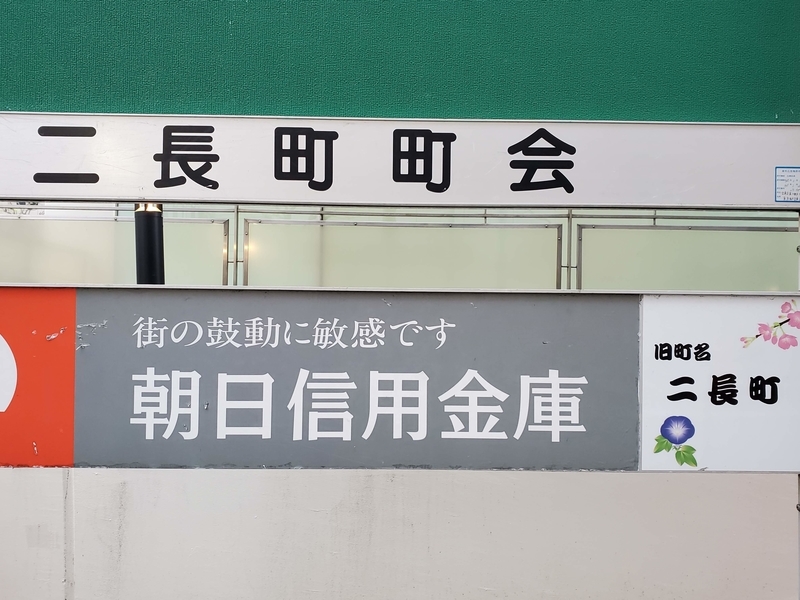 二長町町会
街の鼓動に敏感です
朝日信用金庫
旧町名
二長町